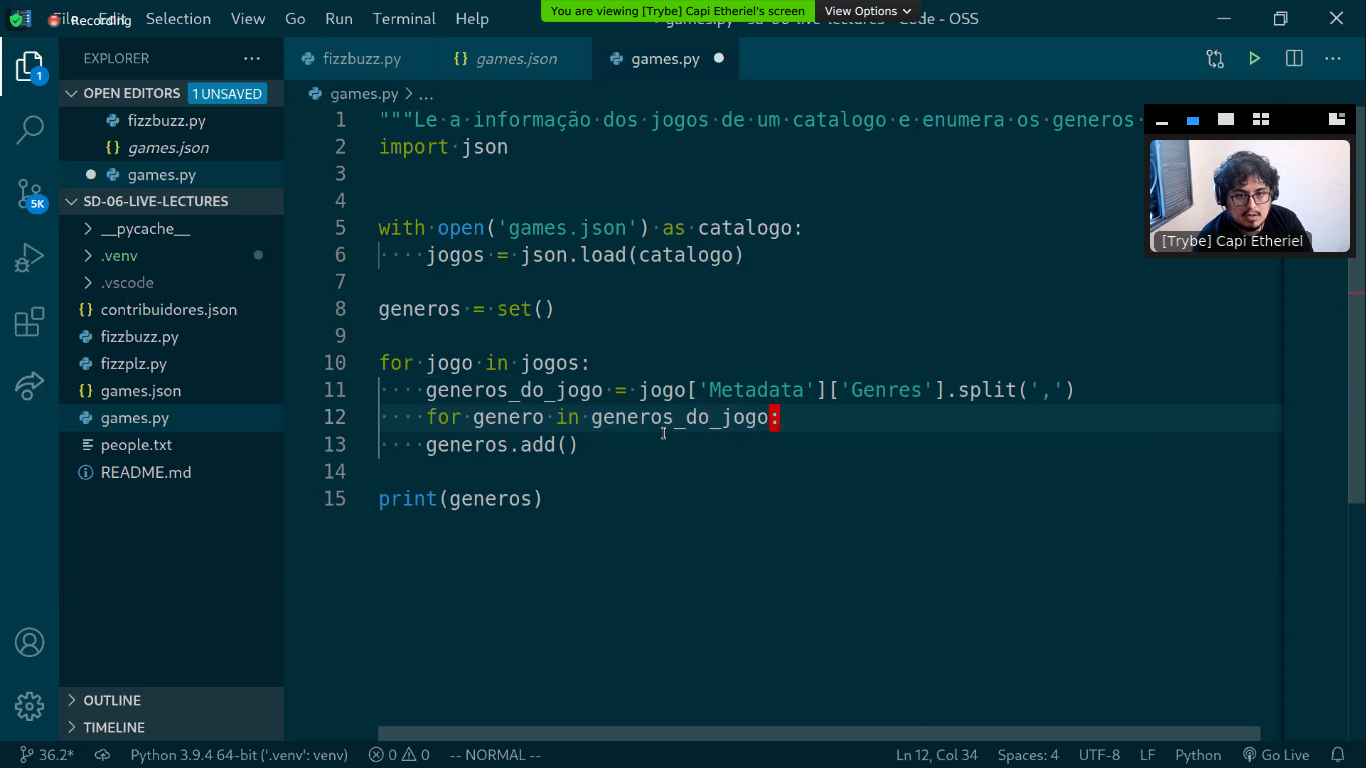 Recording
File Edit Selection View Go Run Terminal Help
You are viewing [Trybe] Capi Etheriel's screen
View Options
games.py - sd-06-live-lectures - Code - OSS
1
EXPLORER
OPEN EDITORS 1 UNSAVED
fizzbuzz.py
games.json
games.py
SD-06-LIVE-LECTURES
__pycache__
.venv
.vscode
contribuidores.json
fizzbuzz.py
fizzplz.py
games.json
games.py
people.txt
README.md
5K
OUTLINE
TIMELINE
fizzbuzz.py
games.json
games.py
games.py > ...
1 """Le a informação dos jogos de um catalogo e enumera os generos
2 import json
3
4
5 with open('games.json') as catalogo:
6 jogos = json.load(catalogo)
7
8 generos = set()
9
10 for jogo in jogos:
11 generos_do_jogo = jogo['Metadata']['Genres'].split(',')
12 for genero in generos_do_jogo:
13 generos.add()
14
15 print(generos)
[Trybe] Capi Etheriel
36.2* Python 3.9.4 64-bit ('.venv': venv) 0 0 -- NORMAL -- Ln 12, Col 34 Spaces: 4 UTF-8 LF Python Go Live